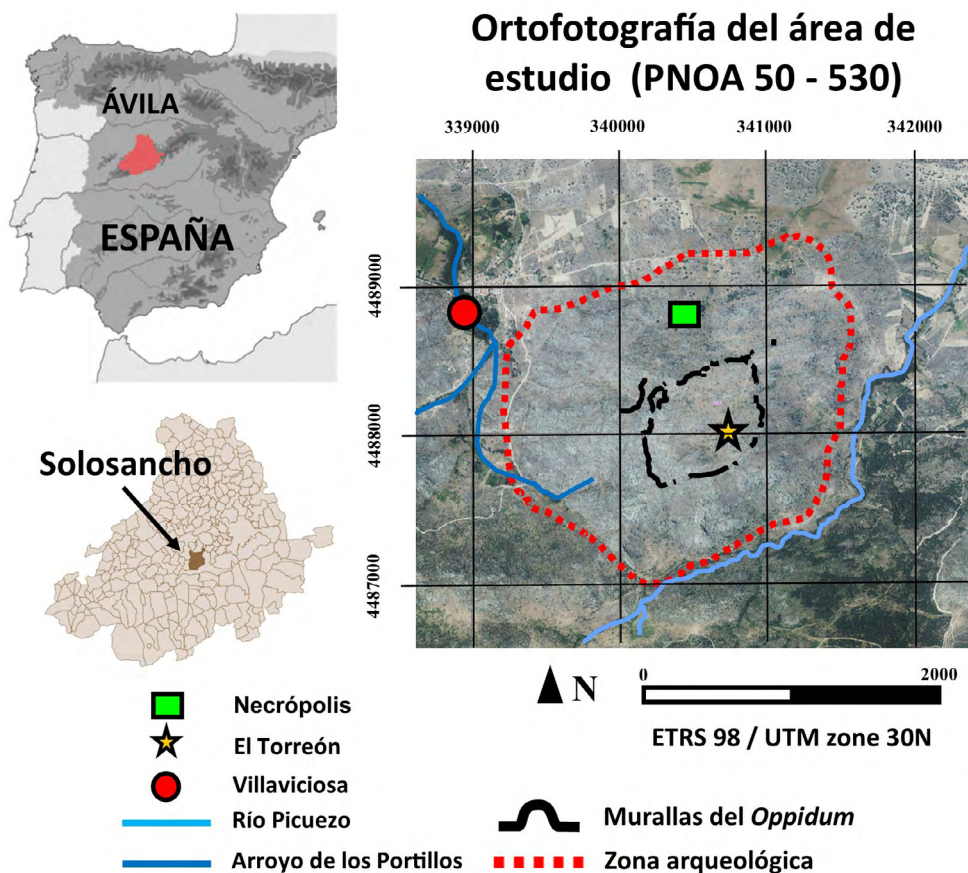 Ortofotografía del área de
estudio (PNOA 50 - 530)
ÁVILA
ESPAÑA
339000
340000
341000
342000
4489000
4488000
4487000
Solosancho
N
0
2000
ETRS 98 / UTM zone 30N
Necrópolis
El Torreón
Villaviciosa
Río Picuezo
Arroyo de los Portillos
Murallas del Oppidum
Zona arqueológica